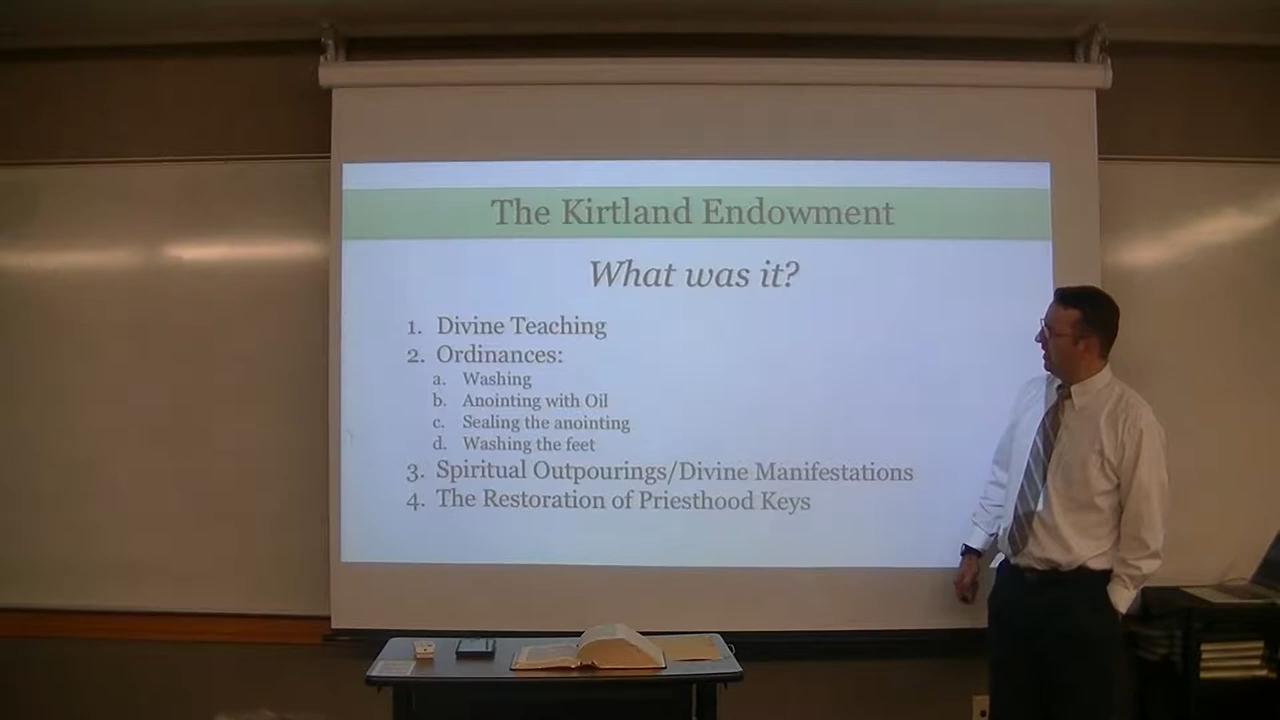 The Kirtland Endowment
What was it?
1. Divine Teaching
2. Ordinances:
a. Washing
b. Anointing with Oil
c. Sealing the anointing
d. Washing the feet
3. Spiritual Outpourings/Divine Manifestations
4. The Restoration of Priesthood Keys